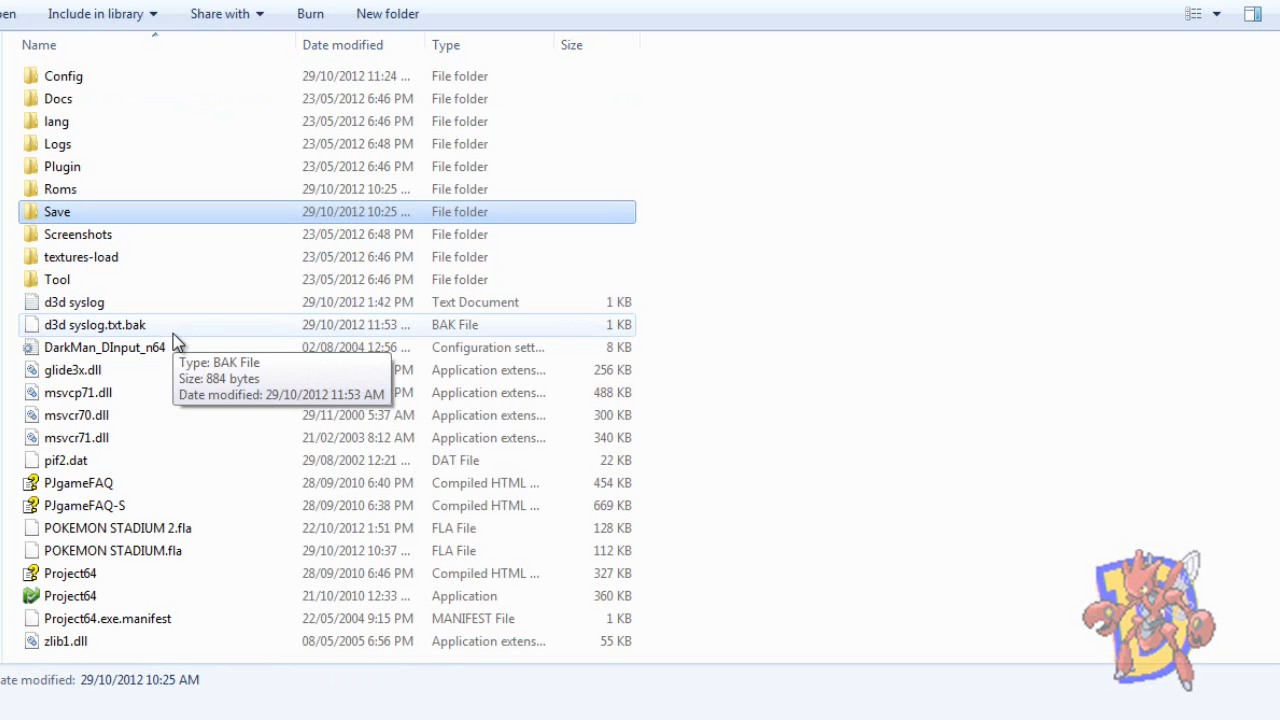 pen Include in library Share with Burn New folder
Name Date modified Type Size
Config 29/10/2012 11:24 ... File folder
Docs 23/05/2012 6:46 PM File folder
lang 23/05/2012 6:46 PM File folder
Logs 23/05/2012 6:48 PM File folder
Plugin 23/05/2012 6:46 PM File folder
Roms 29/10/2012 10:25 ... File folder
Save 29/10/2012 10:25 ... File folder
Screenshots 23/05/2012 6:48 PM File folder
textures-load 23/05/2012 6:46 PM File folder
Tool 23/05/2012 6:46 PM File folder
d3d syslog 29/10/2012 1:42 PM Text Document 1 KB
d3d syslog.txt.bak 29/10/2012 11:53 ... BAK File 1 KB
DarkMan_DInput_n64 02/08/2004 12:56 ... Configuration sett... 8 KB
Type: BAK File
glide3x.dll PM Application extens... 256 KB
Size: 884 bytes
msvcp71.dll PM Application extens... 488 KB
Date modified: 29/10/2012 11:53 AM
msvcr70.dll 29/11/2000 5:37 AM Application extens... 300 KB
msvcr71.dll 21/02/2003 8:12 AM Application extens... 340 KB
pif2.dat 29/08/2002 12:21 ... DAT File 22 KB
PJgameFAQ 28/09/2010 6:40 PM Compiled HTML ... 454 KB
PJgameFAQ-S 28/09/2010 6:38 PM Compiled HTML ... 669 KB
POKEMON STADIUM 2.fla 22/10/2012 1:51 PM FLA File 128 KB
POKEMON STADIUM.fla 29/10/2012 10:37 ... FLA File 112 KB
Project64 28/09/2010 6:46 PM Compiled HTML ... 327 KB
Project64 21/10/2010 12:33 ... Application 360 KB
Project64.exe.manifest 22/05/2004 9:15 PM MANIFEST File 1 KB
zlib1.dll 08/05/2005 6:56 PM Application extens... 55 KB
ate modified: 29/10/2012 10:25 AM